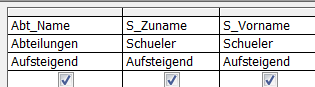 Abt_Name S_Zuname S_Vorname
Abteilungen Schueler Schueler
Aufsteigend Aufsteigend Aufsteigend